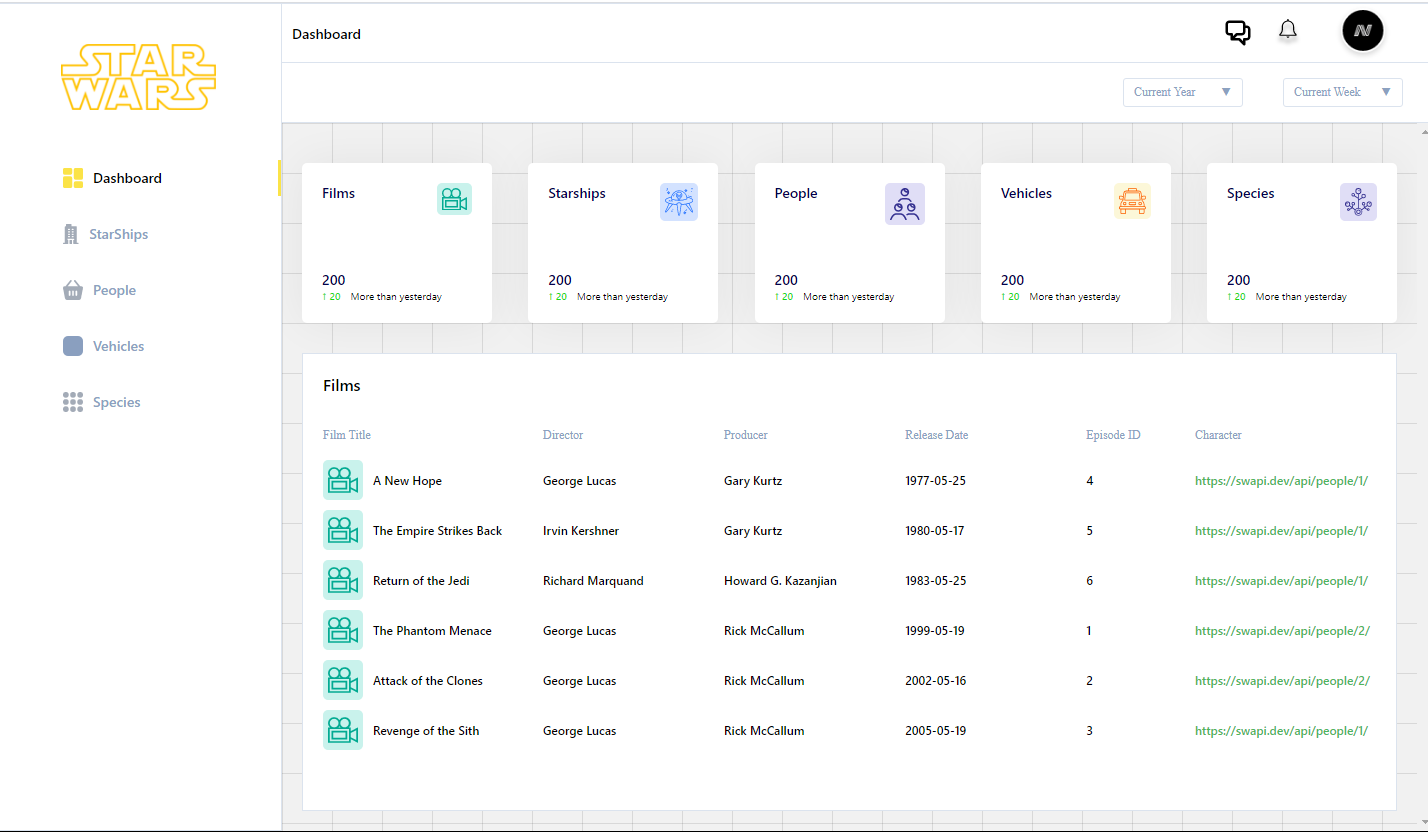 STAR
WARS
Dashboard
StarShips
People
Vehicles
Species
Dashboard
Current Year ▼ Current Week ▼
Films Starships People Vehicles Species
200 200 200 200 200
↑ 20 More than yesterday ↑ 20 More than yesterday ↑ 20 More than yesterday ↑ 20 More than yesterday ↑ 20 More than yesterday
Films
Film Title Director Producer Release Date Episode ID Character
A New Hope George Lucas Gary Kurtz 1977-05-25 4 https://swapi.dev/api/people/1/
The Empire Strikes Back Irvin Kershner Gary Kurtz 1980-05-17 5 https://swapi.dev/api/people/1/
Return of the Jedi Richard Marquand Howard G. Kazanjian 1983-05-25 6 https://swapi.dev/api/people/1/
The Phantom Menace George Lucas Rick McCallum 1999-05-19 1 https://swapi.dev/api/people/2/
Attack of the Clones George Lucas Rick McCallum 2002-05-16 2 https://swapi.dev/api/people/2/
Revenge of the Sith George Lucas Rick McCallum 2005-05-19 3 https://swapi.dev/api/people/1/